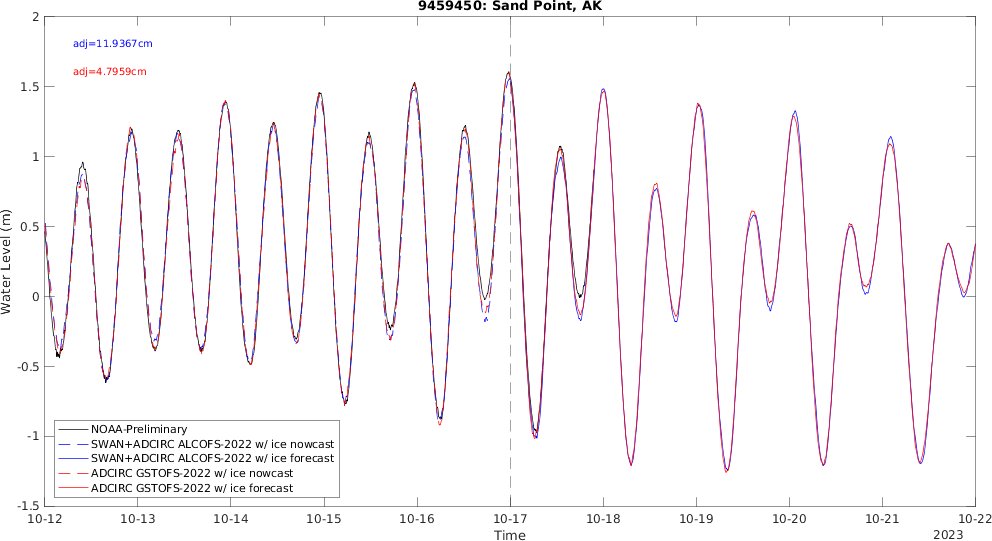 9459450: Sand Point, AK
adj=11.9367cm
adj=4.7959cm
Water Level (m)
2
1.5
1
0.5
0
-0.5
-1
-1.5
NOAA-Preliminary
SWAN+ADCIRC ALCOFS-2022 w/ ice nowcast
SWAN+ADCIRC ALCOFS-2022 w/ ice forecast
ADCIRC GSTOFS-2022 w/ ice nowcast
ADCIRC GSTOFS-2022 w/ ice forecast
10-12 10-13 10-14 10-15 10-16 10-17 10-18 10-19 10-20 10-21 10-22
Time
2023